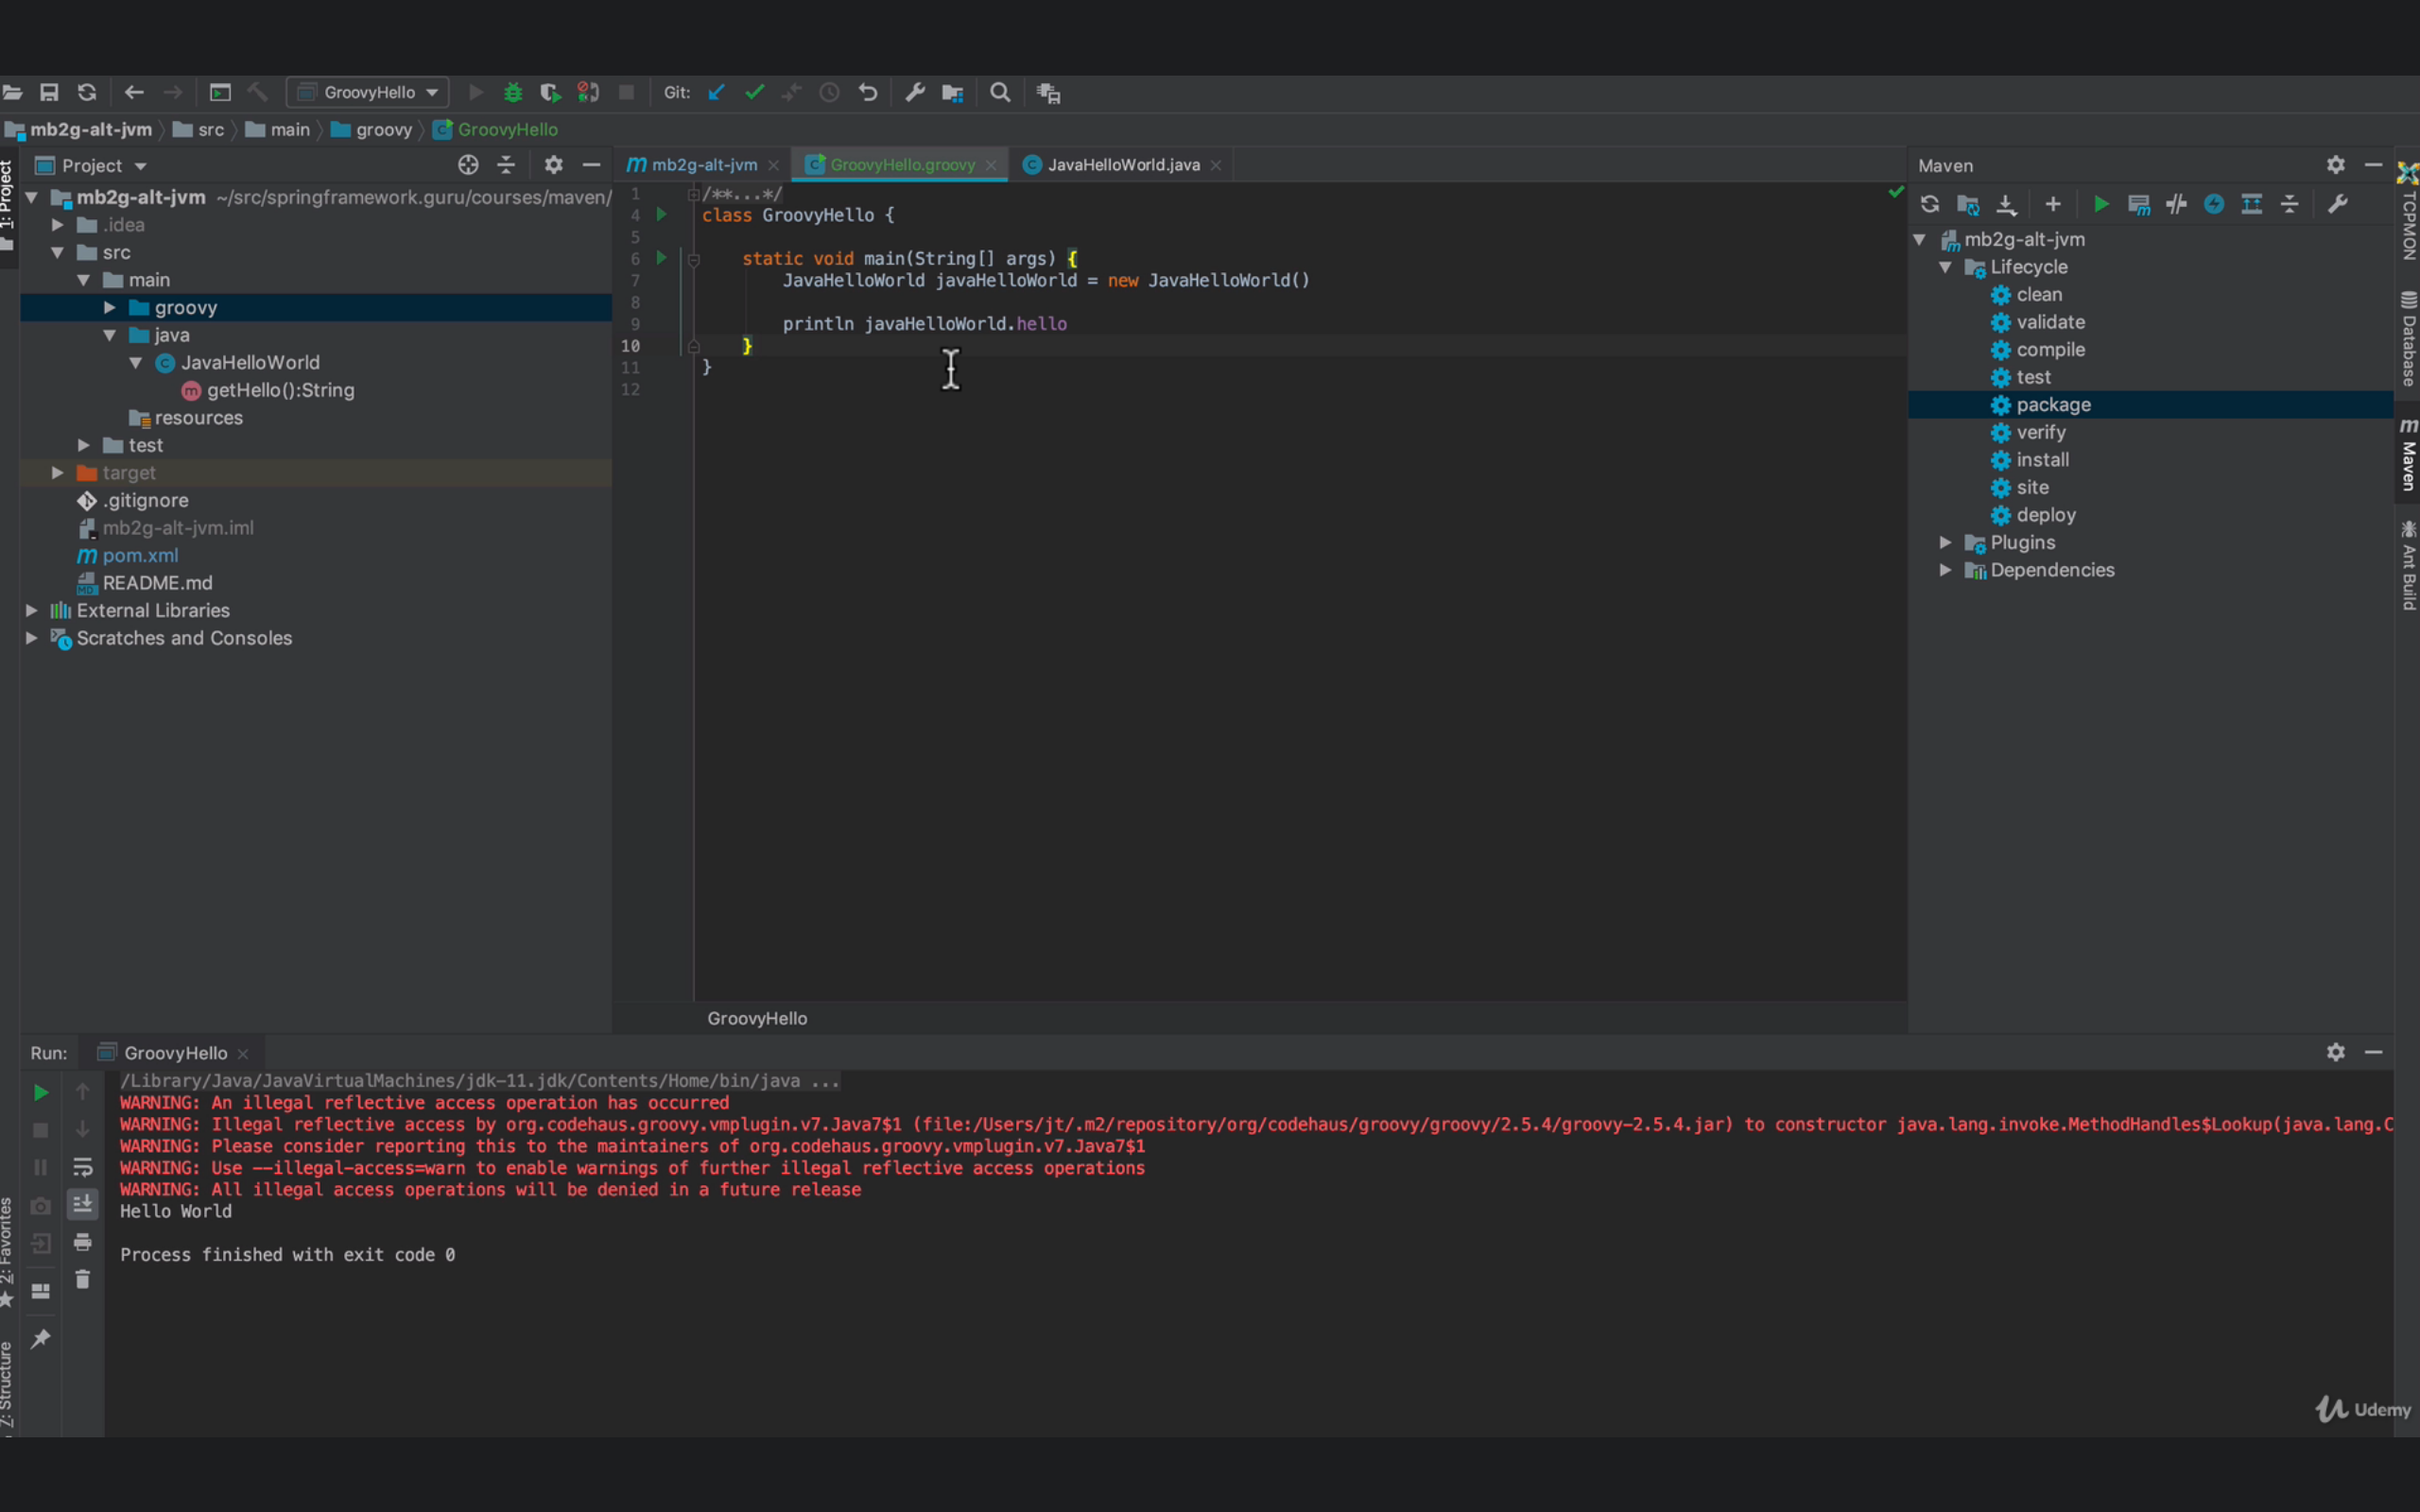 GroovyHello
Git:
mb2g-alt-jvm
src
main
groovy
GroovyHello
1: Project
Project
mb2g-alt-jvm ~/src/springframework.guru/courses/maven/
.idea
src
main
groovy
java
JavaHelloWorld
getHello():String
resources
test
target
.gitignore
mb2g-alt-jvm.iml
pom.xml
README.md
External Libraries
Scratches and Consoles
mb2g-alt-jvm
GroovyHello.groovy
JavaHelloWorld.java
1 /**...*/
4 class GroovyHello {
5
6 static void main(String[] args) {
7 JavaHelloWorld javaHelloWorld = new JavaHelloWorld()
8
9 println javaHelloWorld.hello
10 }
11 }
12
GroovyHello
Maven
mb2g-alt-jvm
Lifecycle
clean
validate
compile
test
package
verify
install
site
deploy
Plugins
Dependencies
TCPMON
Database
Maven
Ant Build
Run:
GroovyHello
/Library/Java/JavaVirtualMachines/jdk-11.jdk/Contents/Home/bin/java ...
WARNING: An illegal reflective access operation has occurred
WARNING: Illegal reflective access by org.codehaus.groovy.vmplugin.v7.Java7$1 (file:/Users/jt/.m2/repository/org/codehaus/groovy/groovy/2.5.4/groovy-2.5.4.jar) to constructor java.lang.invoke.MethodHandles$Lookup(java.lang.C
WARNING: Please consider reporting this to the maintainers of org.codehaus.groovy.vmplugin.v7.Java7$1
WARNING: Use --illegal-access=warn to enable warnings of further illegal reflective access operations
WARNING: All illegal access operations will be denied in a future release
Hello World
Process finished with exit code 0
2: Favorites
7: Structure
Udemy